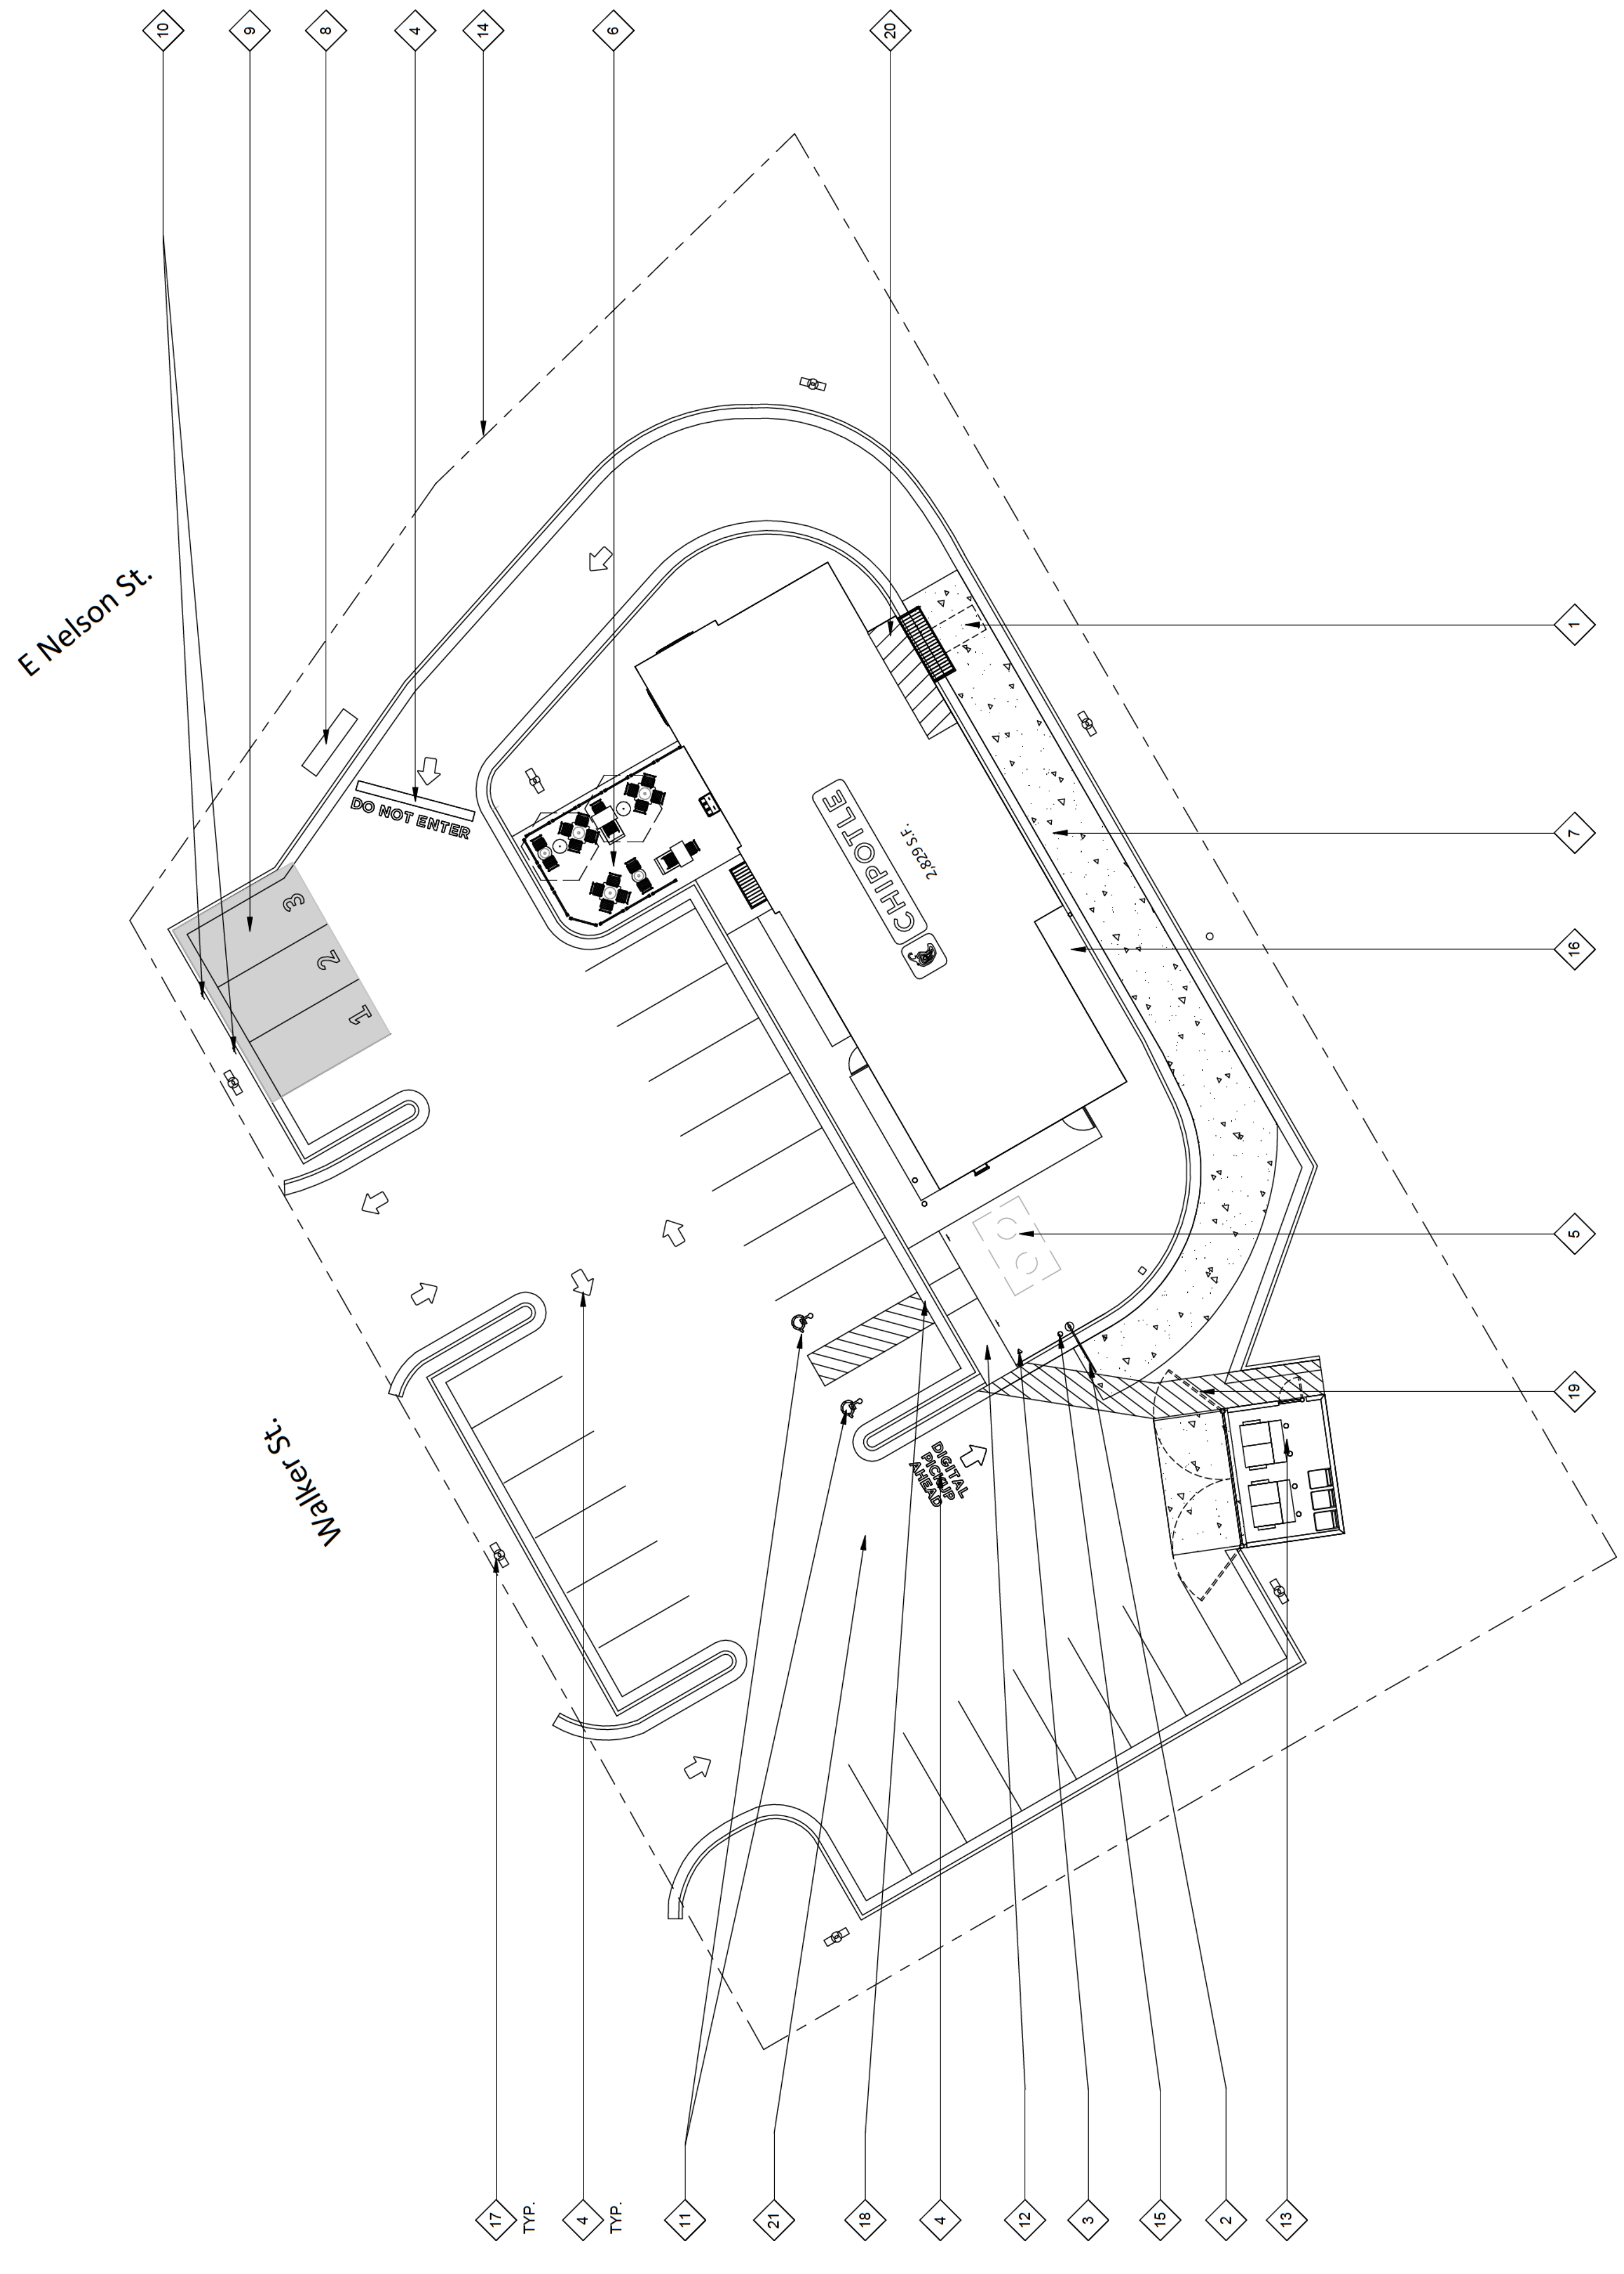 10
9
8
4
14
6
20
E Nelson St.
DO NOT ENTER
3
2
1
CHIPOTLE
2,829 S.F.
1
7
16
5
19
Walker St.
DIGITAL
PICKUP
AHEAD
17
TYP.
4
TYP.
11
21
18
4
12
3
15
2
13